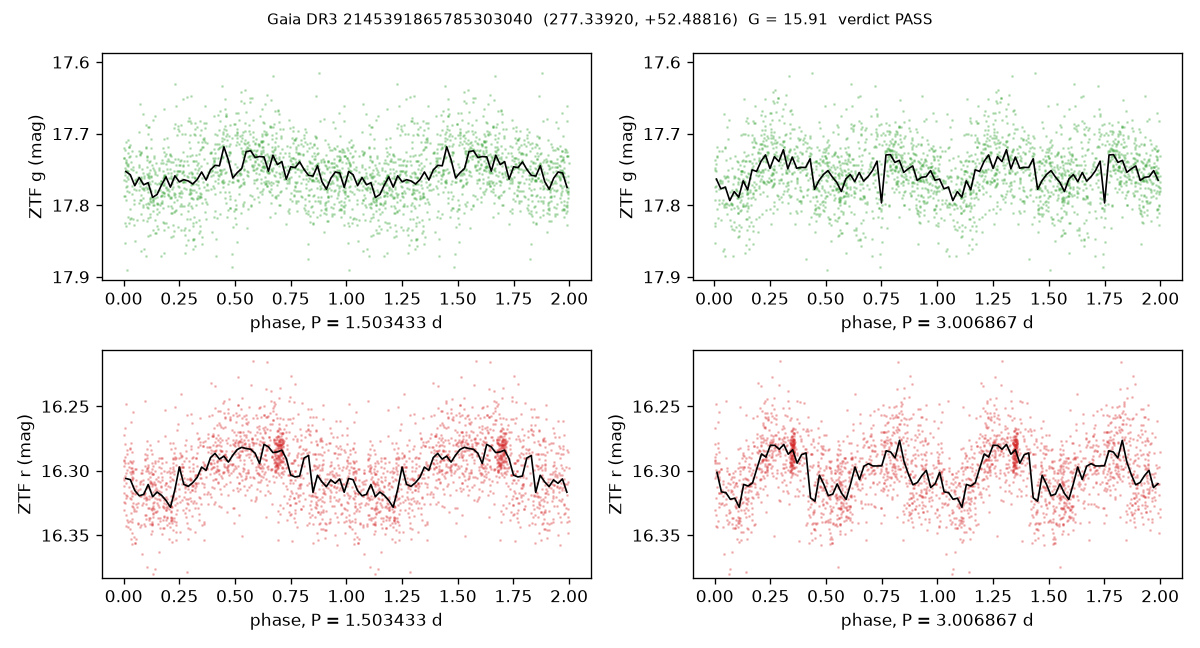 Gaia DR3 2145391865785303040 (277.33920, +52.48816) G = 15.91 verdict PASS
ZTF g (mag)
17.6
17.7
17.8
17.9
0.00 0.25 0.50 0.75 1.00 1.25 1.50 1.75 2.00
phase, P = 1.503433 d
ZTF g (mag)
17.6
17.7
17.8
17.9
0.00 0.25 0.50 0.75 1.00 1.25 1.50 1.75 2.00
phase, P = 3.006867 d
ZTF r (mag)
16.25
16.30
16.35
0.00 0.25 0.50 0.75 1.00 1.25 1.50 1.75 2.00
phase, P = 1.503433 d
ZTF r (mag)
16.25
16.30
16.35
0.00 0.25 0.50 0.75 1.00 1.25 1.50 1.75 2.00
phase, P = 3.006867 d